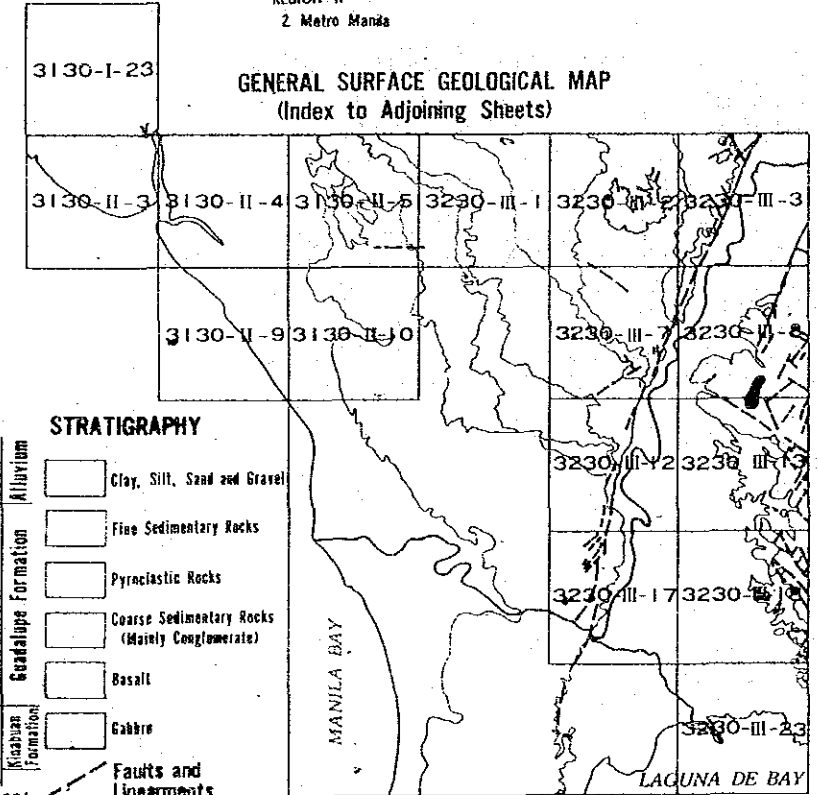 2 Metro Manila
3130-I-23
GENERAL SURFACE GEOLOGICAL MAP
(Index to Adjoining Sheets)
3130-II-3 3130-II-4 3130-II-5 3230-III-1 3230-III-2 3230-III-3
3130-II-9 3130-II-10 3230-III-7 3230-III-8
STRATIGRAPHY
Alluvium
Clay, Silt, Sand and Gravel
3230-III-12 3230 III-13
Guadalupe Formation
Fine Sedimentary Rocks
Pyroclastic Rocks
3230-III-17
Coarse Sedimentary Rocks
(Mainly Conglomerate)
Basalt
MANILA BAY
Kinabuan
Formation
Gabbro
3230-III-23
Faults and
Linearments
LAGUNA DE BAY